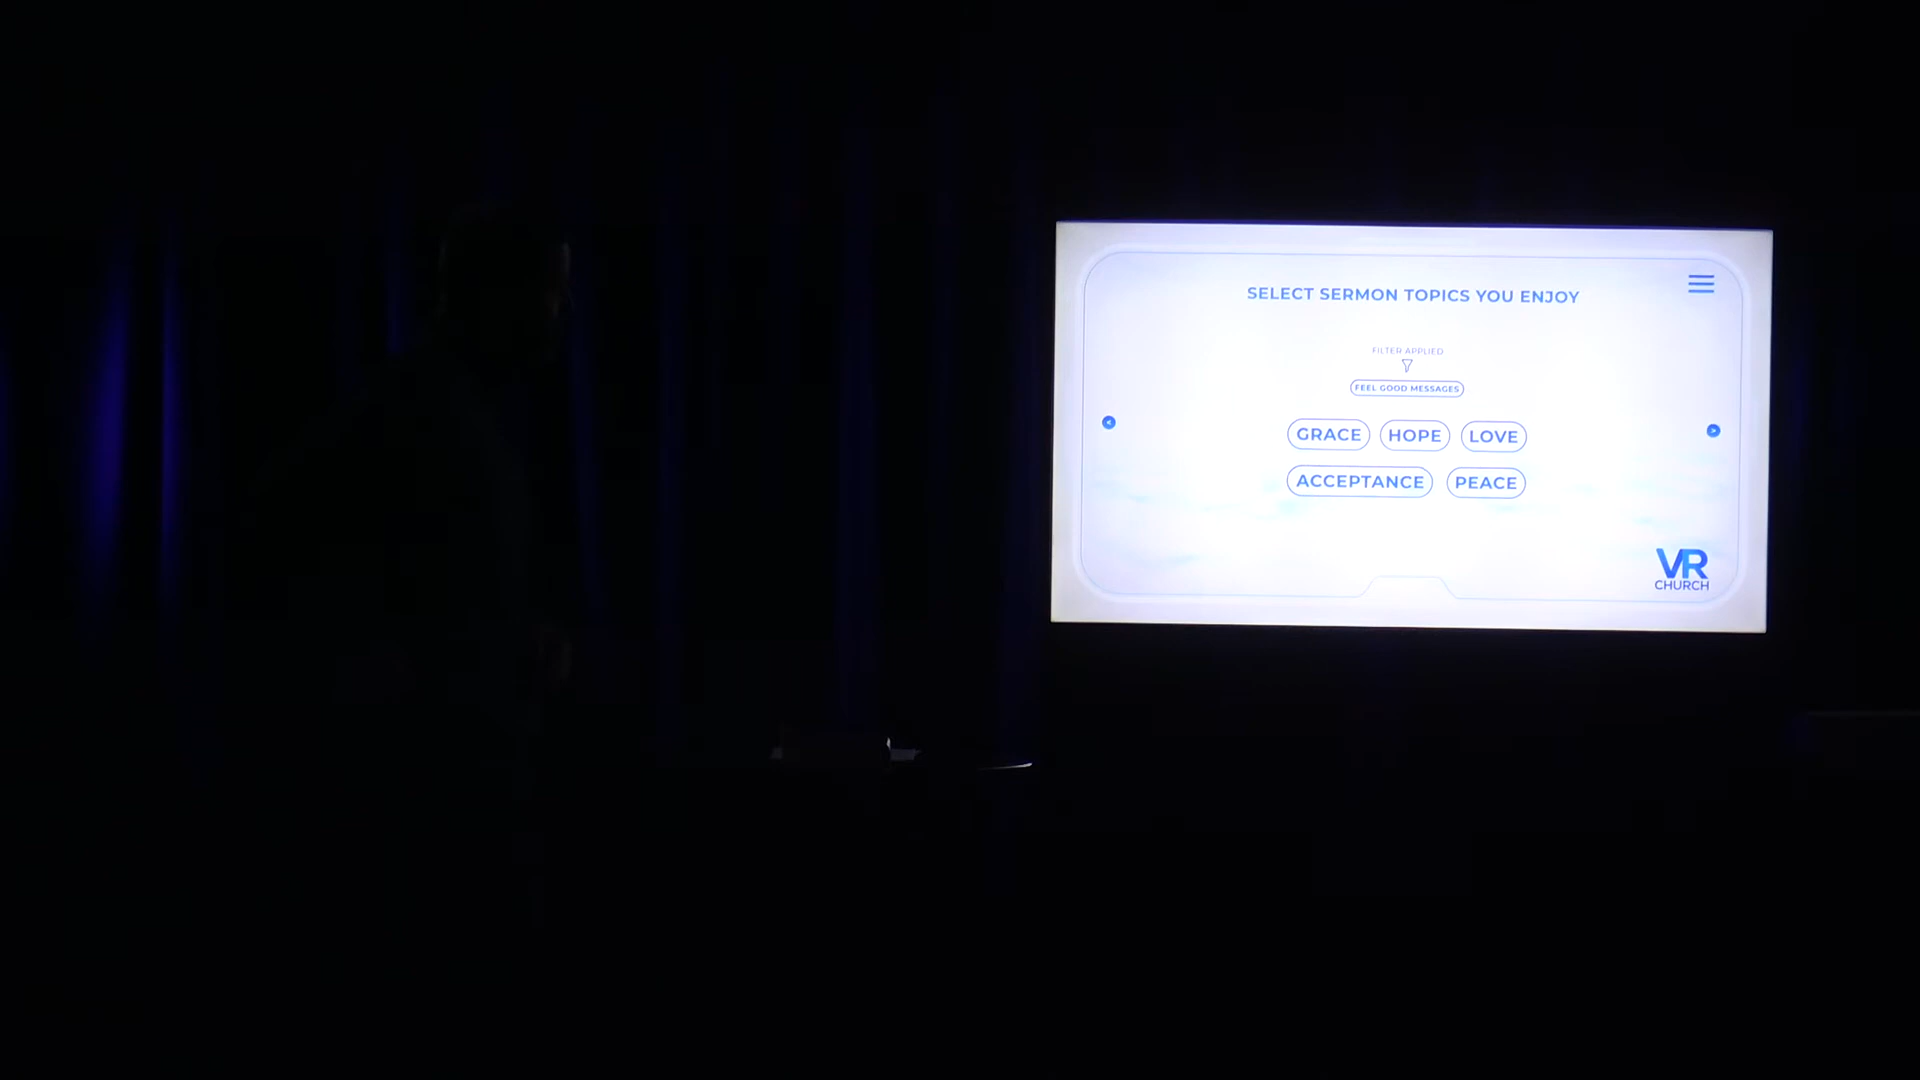 SELECT SERMON TOPICS YOU ENJOY
FILTER APPLIED
FEEL GOOD MESSAGES
GRACE HOPE LOVE
ACCEPTANCE PEACE
VR
CHURCH